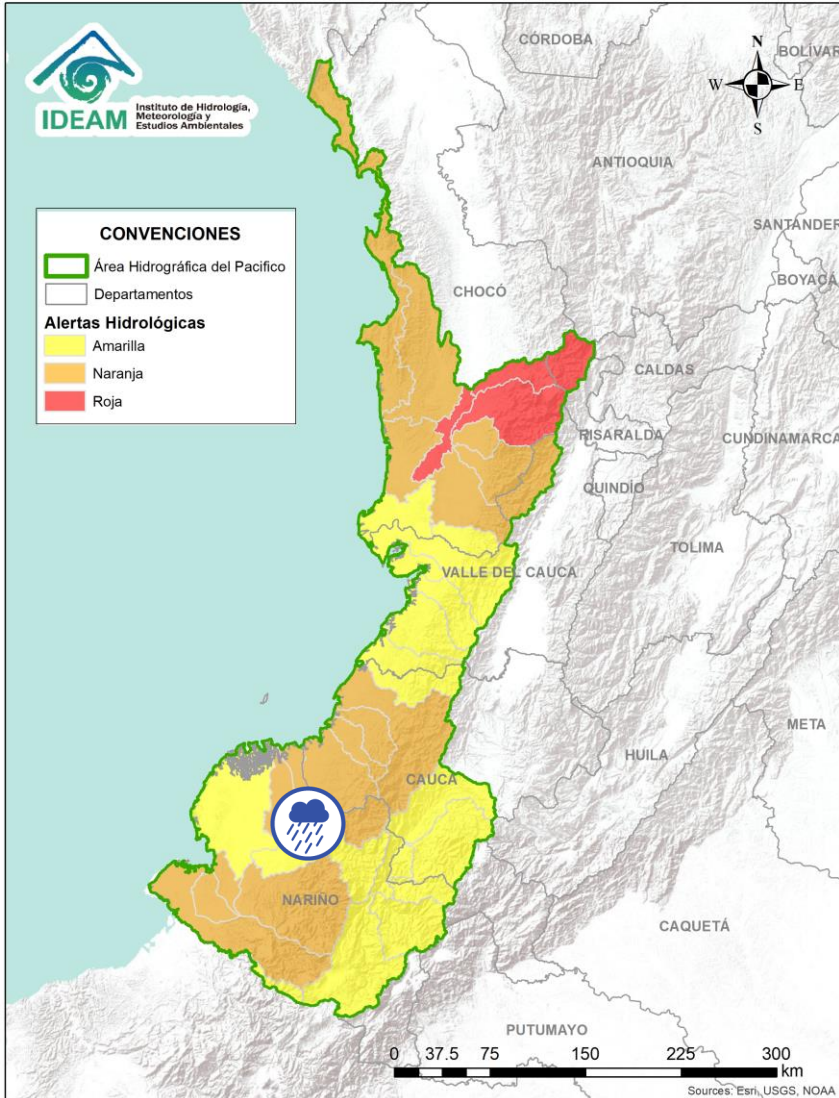 IDEAM
Instituto de Hidrología,
Meteorología y
Estudios Ambientales
CÓRDOBA
BOLÍVAR
N
W
E
S
ANTIOQUIA
SANTANDER
BOYACÁ
CONVENCIONES
Área Hidrográfica del Pacifico
Departamentos
Alertas Hidrológicas
Amarilla
Naranja
Roja
CHOCÓ
CALDAS
RISARALDA
CUNDINAMARCA
QUINDÍO
TOLIMA
VALLE DEL CAUCA
META
HUILA
CAUCA
NARIÑO
CAQUETÁ
PUTUMAYO
0 37.5 75 150 225 300
km
Sources: Esri, USGS, NOAA